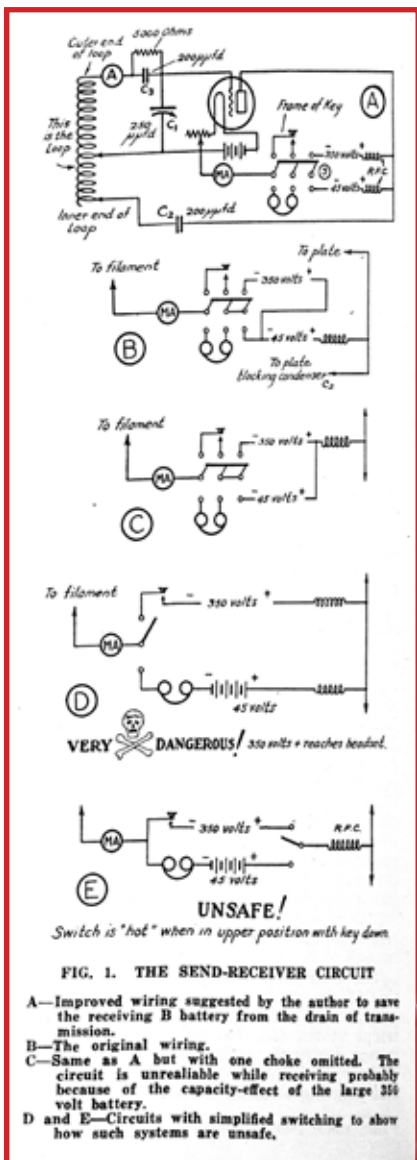 5000 Ohms
Outer end of loop
200µµfd
A
C3
A
This is the Loop
250 µµfd
C1
Frame of Key
350 volts +
R.F.C.
MA
3
45 volts +
Inner end of Loop
C2
200µµfd
To plate
To filament
- 350 volts +
MA
- 45 volts +
B
To plate
blocking condenser
To filament
- 350 volts +
MA
- 45 volts +
C
To filament
- 350 volts +
MA
- +
45 volts
D
VERY DANGEROUS! 350 volts + reaches headset.
- 350 volts +
R.F.C.
MA
- +
45 volts
E
UNSAFE!
Switch is "hot" when in upper position with key down
FIG. 1. THE SEND-RECEIVER CIRCUIT
A—Improved wiring suggested by the author to save
the receiving B battery from the drain of trans-
mission.
B—The original wiring.
C—Same as A but with one choke omitted. The
circuit is unrealiable while receiving probably
because of the capacity-effect of the large 350
volt battery.
D and E—Circuits with simplified switching to show
how such systems are unsafe.